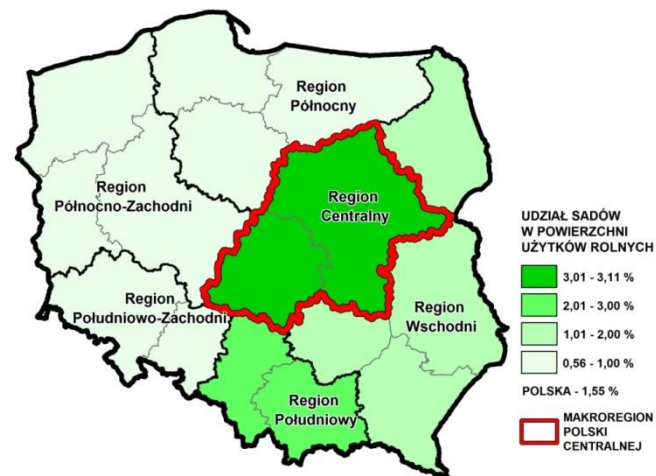 Region
Północny
Region
Północno-Zachodni
Region
Centralny
Region
Południowo-Zachodni
Region
Wschodni
Region
Południowy
UDZIAŁ SADÓW
W POWIERZCHNI
UŻYTKÓW ROLNYCH
3,01 - 3,11 %
2,01 - 3,00 %
1,01 - 2,00 %
0,56 - 1,00 %
POLSKA - 1,55 %
MAKROREGION
POLSKI
CENTRALNEJ